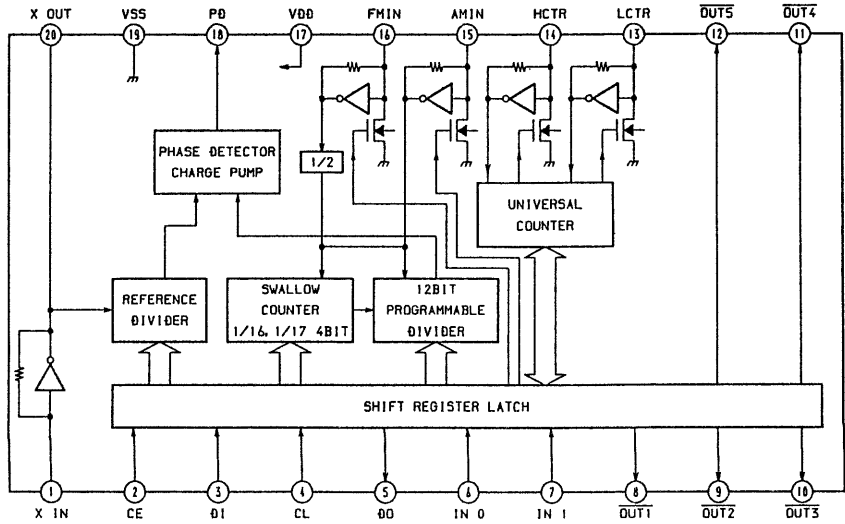 X OUT VSS PD VDD FMIN AMIN HCTR LCTR OUT5 OUT4
20 19 18 17 16 15 14 13 12 11
PHASE DETECTOR
CHARGE PUMP
1/2
UNIVERSAL
COUNTER
REFERENCE
DIVIDER
SWALLOW
COUNTER
1/16, 1/17 4BIT
12BIT
PROGRAMMABLE
DIVIDER
SHIFT REGISTER LATCH
1 2 3 4 5 6 7 8 9 10
X IN CE DI CL DO IN 0 IN 1 OUT1 OUT2 OUT3